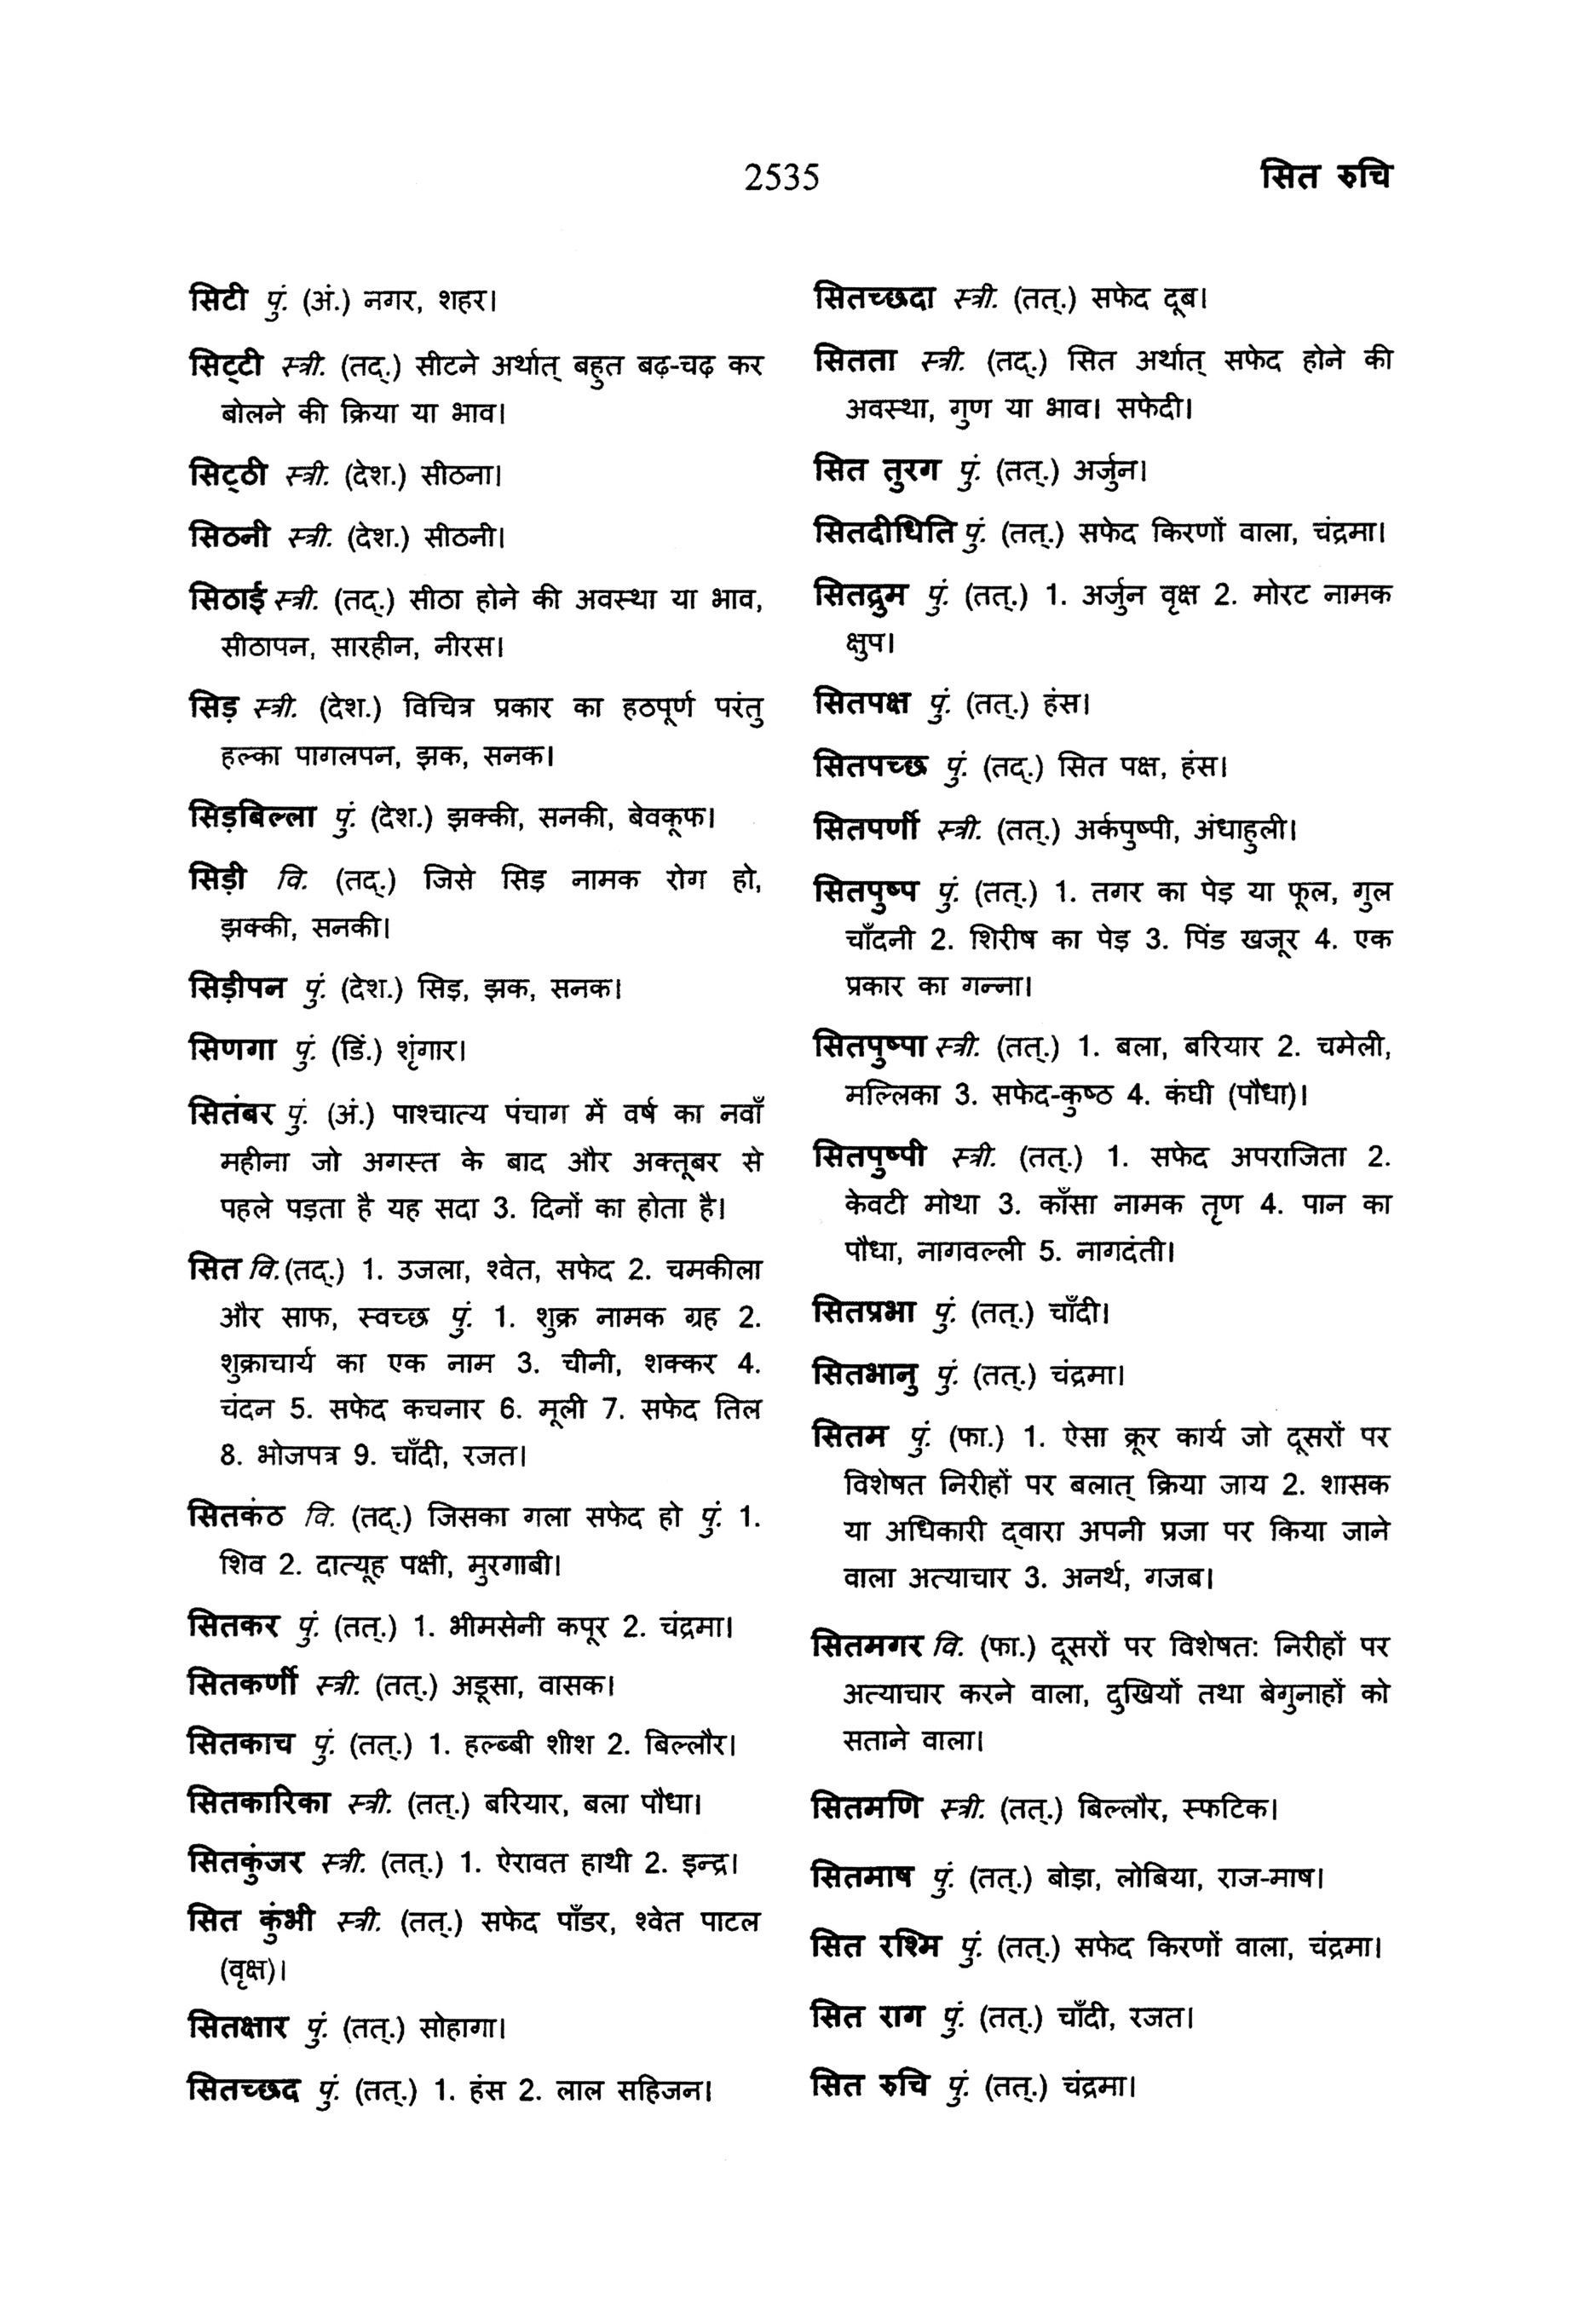 2535
सित रुचि
सिटी पुं. (अं.) नगर, शहर।
सिट्टी स्त्री. (तद्.) सीटने अर्थात् बहुत बढ़-चढ़ कर
बोलने की क्रिया या भाव।
सिट्ठी स्त्री. (देश.) सीठना।
सिठनी स्त्री. (देश.) सीठनी।
सिठाई स्त्री. (तद्.) सीठा होने की अवस्था या भाव,
सीठापन, सारहीन, नीरस।
सिड़ स्त्री. (देश.) विचित्र प्रकार का हठपूर्ण परंतु
हल्का पागलपन, झक, सनक।
सिड़बिल्ला पुं. (देश.) झक्की, सनकी, बेवकूफ।
सिड़ी वि. (तद्.) जिसे सिड़ नामक रोग हो,
झक्की, सनकी।
सिड़ीपन पुं. (देश.) सिड़, झक, सनक।
सिणगा पुं. (डिं.) शृंगार।
सितंबर पुं. (अं.) पाश्चात्य पंचाग में वर्ष का नवाँ
महीना जो अगस्त के बाद और अक्तूबर से
पहले पड़ता है यह सदा 3. दिनों का होता है।
सित वि.(तद्.) 1. उजला, श्वेत, सफेद 2. चमकीला
और साफ, स्वच्छ पुं. 1. शुक्र नामक ग्रह 2.
शुक्राचार्य का एक नाम 3. चीनी, शक्कर 4.
चंदन 5. सफेद कचनार 6. मूली 7. सफेद तिल
8. भोजपत्र 9. चाँदी, रजत।
सितकंठ वि. (तद्.) जिसका गला सफेद हो पुं. 1.
शिव 2. दात्यूह पक्षी, मुरगाबी।
सितकर पुं. (तत्.) 1. भीमसेनी कपूर 2. चंद्रमा।
सितकर्णी स्त्री. (तत्.) अडूसा, वासक।
सितकाच पुं. (तत्.) 1. हल्ब्बी शीश 2. बिल्लौर।
सितकारिका स्त्री. (तत्.) बरियार, बला पौधा।
सितकुंजर स्त्री. (तत्.) 1. ऐरावत हाथी 2. इन्द्र।
सित कुंभी स्त्री. (तत्.) सफेद पाँडर, श्वेत पाटल
(वृक्ष)।
सितक्षार पुं. (तत्.) सोहागा।
सितच्छद पुं. (तत्.) 1. हंस 2. लाल सहिजन।
सितच्छदा स्त्री. (तत्.) सफेद दूब।
सितता स्त्री. (तद्.) सित अर्थात् सफेद होने की
अवस्था, गुण या भाव। सफेदी।
सित तुरग पुं. (तत्.) अर्जुन।
सितदीधिति पुं. (तत्.) सफेद किरणों वाला, चंद्रमा।
सितद्रुम पुं. (तत्.) 1. अर्जुन वृक्ष 2. मोरट नामक
क्षुप।
सितपक्ष पुं. (तत्.) हंस।
सितपच्छ पुं. (तद्.) सित पक्ष, हंस।
सितपर्णी स्त्री. (तत्.) अर्कपुष्पी, अंधाहुली।
सितपुष्प पुं. (तत्.) 1. तगर का पेड़ या फूल, गुल
चाँदनी 2. शिरीष का पेड़ 3. पिंड खजूर 4. एक
प्रकार का गन्ना।
सितपुष्पा स्त्री. (तत्.) 1. बला, बरियार 2. चमेली,
मल्लिका 3. सफेद-कुष्ठ 4. कंघी (पौधा)।
सितपुष्पी स्त्री. (तत्.) 1. सफेद अपराजिता 2.
केवटी मोथा 3. काँसा नामक तृण 4. पान का
पौधा, नागवल्ली 5. नागदंती।
सितप्रभा पुं. (तत्.) चाँदी।
सितभानु पुं. (तत्.) चंद्रमा।
सितम पुं. (फा.) 1. ऐसा क्रूर कार्य जो दूसरों पर
विशेषत निरीहों पर बलात् क्रिया जाय 2. शासक
या अधिकारी द्वारा अपनी प्रजा पर किया जाने
वाला अत्याचार 3. अनर्थ, गजब।
सितमगर वि. (फा.) दूसरों पर विशेषत: निरीहों पर
अत्याचार करने वाला, दुखियों तथा बेगुनाहों को
सताने वाला।
सितमणि स्त्री. (तत्.) बिल्लौर, स्फटिक।
सितमाष पुं. (तत्.) बोड़ा, लोबिया, राज-माष।
सित रश्मि पुं. (तत्.) सफेद किरणों वाला, चंद्रमा।
सित राग पुं. (तत्.) चाँदी, रजत।
सित रुचि पुं. (तत्.) चंद्रमा।